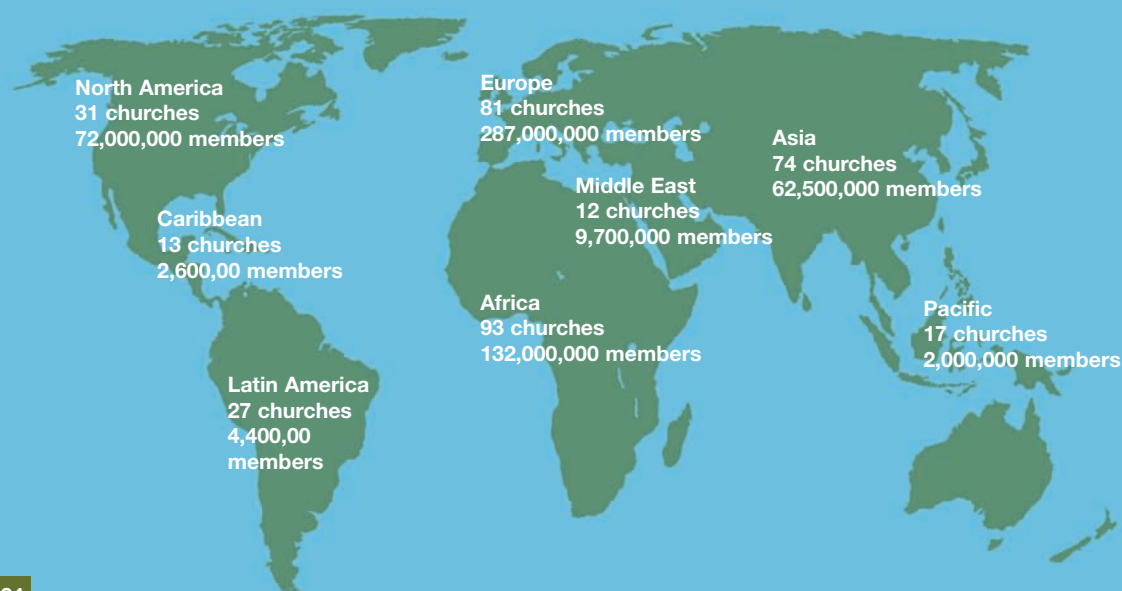 North America
31 churches
72,000,000 members
Europe
81 churches
287,000,000 members
Asia
74 churches
62,500,000 members
Middle East
12 churches
9,700,000 members
Caribbean
13 churches
2,600,00 members
Africa
93 churches
132,000,000 members
Pacific
17 churches
2,000,000 members
Latin America
27 churches
4,400,00
members